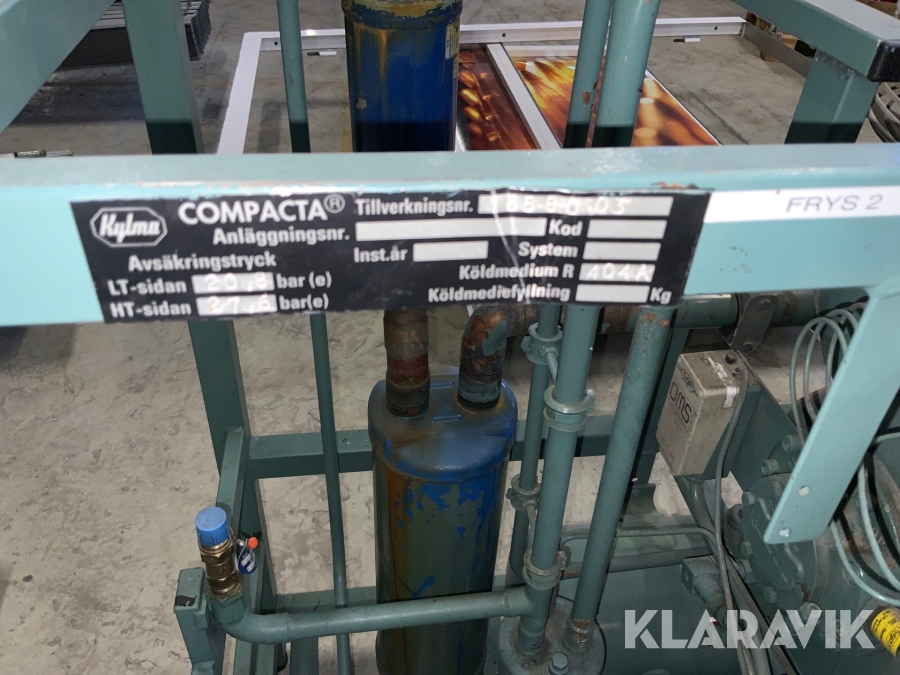 Kylma
COMPACTA® Tillverkningsnr.
Anläggningsnr. Kod
Avsäkringstryck Inst.år System
LT-sidan 20,8 bar (e) Köldmedium R 404A
HT-sidan 27,6 bar(e) Köldmediefyllning Kg
FRYS 2
KLARAVIK